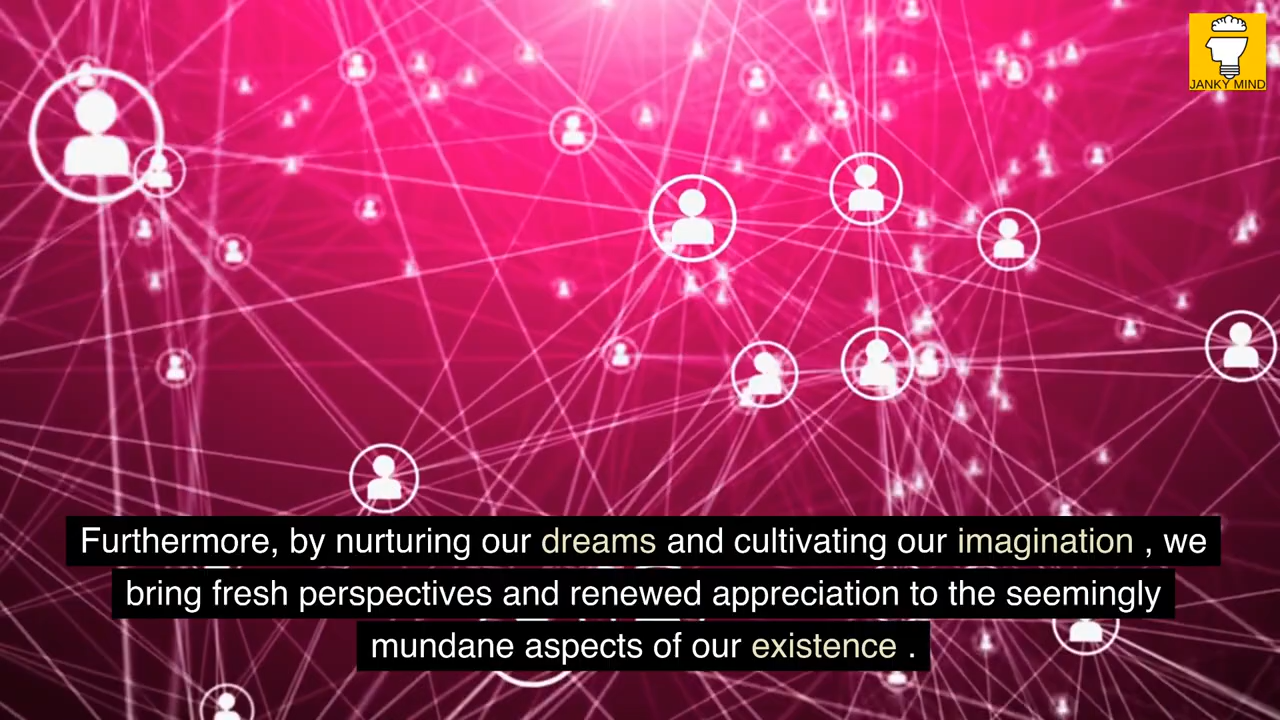 JANKY MIND
Furthermore, by nurturing our dreams and cultivating our imagination , we
bring fresh perspectives and renewed appreciation to the seemingly
mundane aspects of our existence .